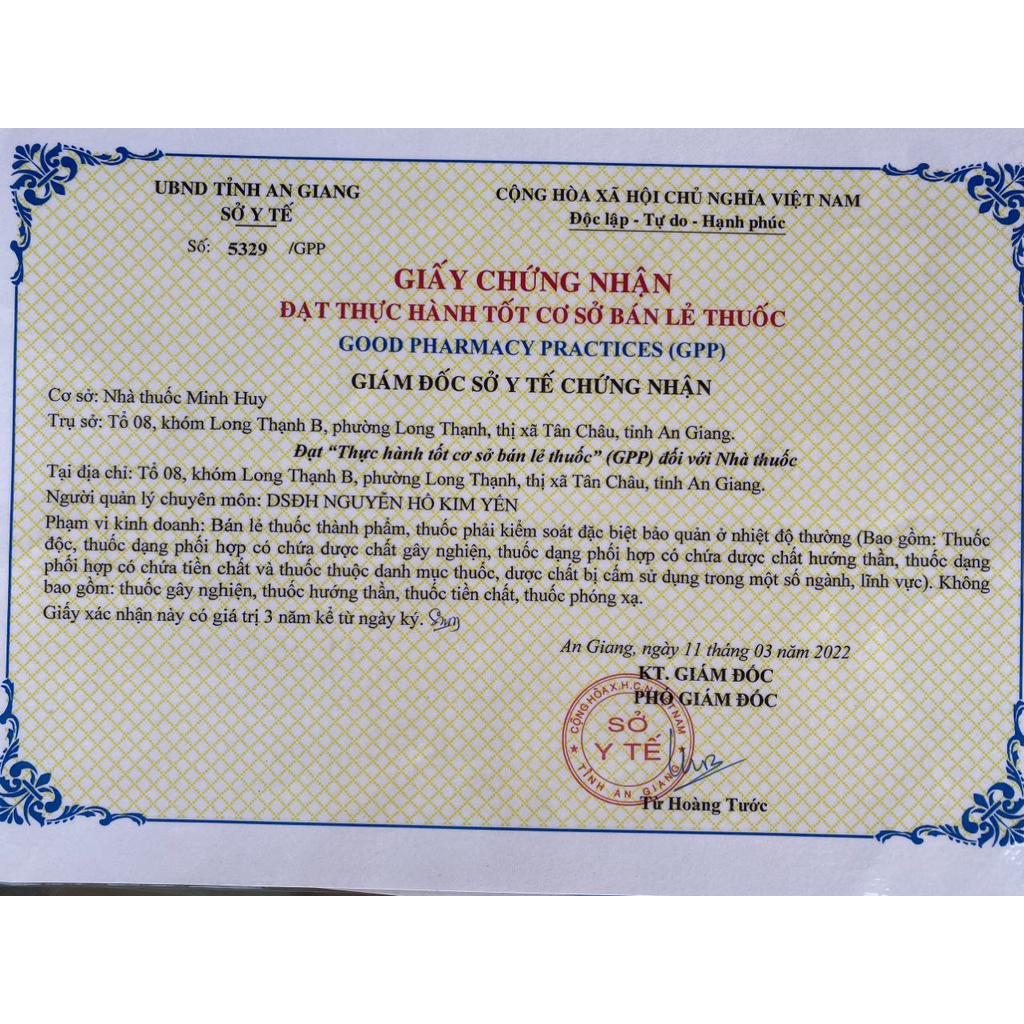 UBND TỈNH AN GIANG
SỞ Y TẾ
Số: 5329 /GPP
CỘNG HÒA XÃ HỘI CHỦ NGHĨA VIỆT NAM
Độc lập - Tự do - Hạnh phúc
GIẤY CHỨNG NHẬN
ĐẠT THỰC HÀNH TỐT CƠ SỞ BÁN LẺ THUỐC
GOOD PHARMACY PRACTICES (GPP)
GIÁM ĐỐC SỞ Y TẾ CHỨNG NHẬN
Cơ sở: Nhà thuốc Minh Huy
Trụ sở: Tổ 08, khóm Long Thạnh B, phường Long Thạnh, thị xã Tân Châu, tỉnh An Giang.
Đạt “Thực hành tốt cơ sở bán lẻ thuốc” (GPP) đối với Nhà thuốc
Tại địa chỉ: Tổ 08, khóm Long Thạnh B, phường Long Thạnh, thị xã Tân Châu, tỉnh An Giang.
Người quản lý chuyên môn: DSĐH NGUYỄN HỒ KIM YẾN
Phạm vi kinh doanh: Bán lẻ thuốc thành phẩm, thuốc phải kiểm soát đặc biệt bảo quản ở nhiệt độ thường (Bao gồm: Thuốc
độc, thuốc dạng phối hợp có chứa dược chất gây nghiện, thuốc dạng phối hợp có chứa dược chất hướng thần, thuốc dạng
phối hợp có chứa tiền chất và thuốc thuộc danh mục thuốc, dược chất bị cấm sử dụng trong một số ngành, lĩnh vực). Không
bao gồm: thuốc gây nghiện, thuốc hướng thần, thuốc tiền chất, thuốc phóng xạ.
Giấy xác nhận này có giá trị 3 năm kể từ ngày ký.
An Giang, ngày 11 tháng 03 năm 2022
KT. GIÁM ĐỐC
PHÓ GIÁM ĐỐC
CỘNG HÒA X.H.C.N VIỆT NAM
SỞ
Y TẾ
TỈNH AN GIANG
Từ Hoàng Tước